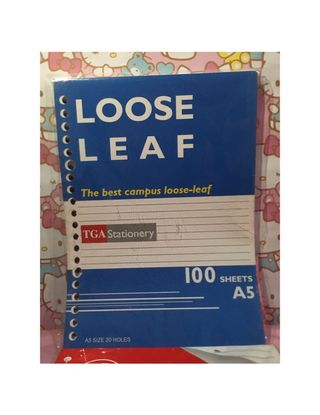 LOOSE
LEAF
The best campus loose-leaf
TGA Stationery
100 SHEETS
A5
A5 SIZE 20 HOLES